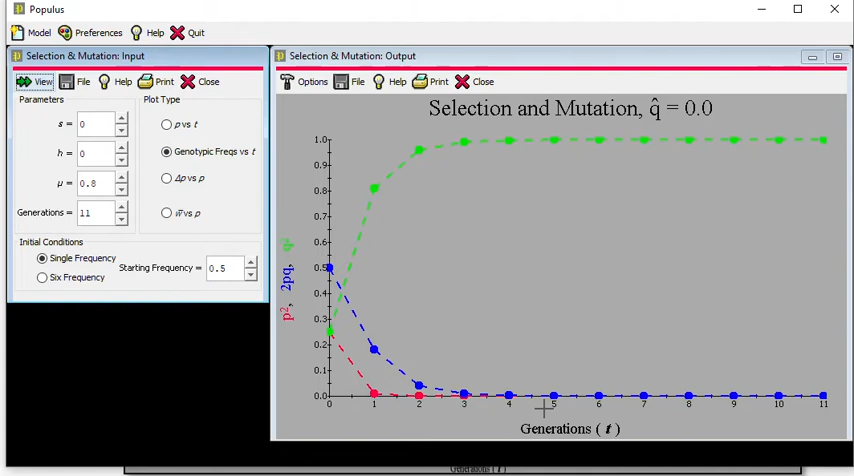 Populus
Model Preferences Help Quit
Selection & Mutation: Input
View File Help Print Close
Parameters
s = 0
h = 0
μ = 0.8
Generations = 11
Plot Type
p vs t
Genotypic Freqs vs t
Δp vs p
w̅ vs p
Initial Conditions
Single Frequency
Six Frequency
Starting Frequency = 0.5
Selection & Mutation: Output
Options File Help Print Close
Selection and Mutation, q̂ = 0.0
p², 2pq, q²
1.0
0.9
0.8
0.7
0.6
0.5
0.4
0.3
0.2
0.1
0.0
0 1 2 3 4 5 6 7 8 9 10 11
Generations ( t )
Generations ( t )